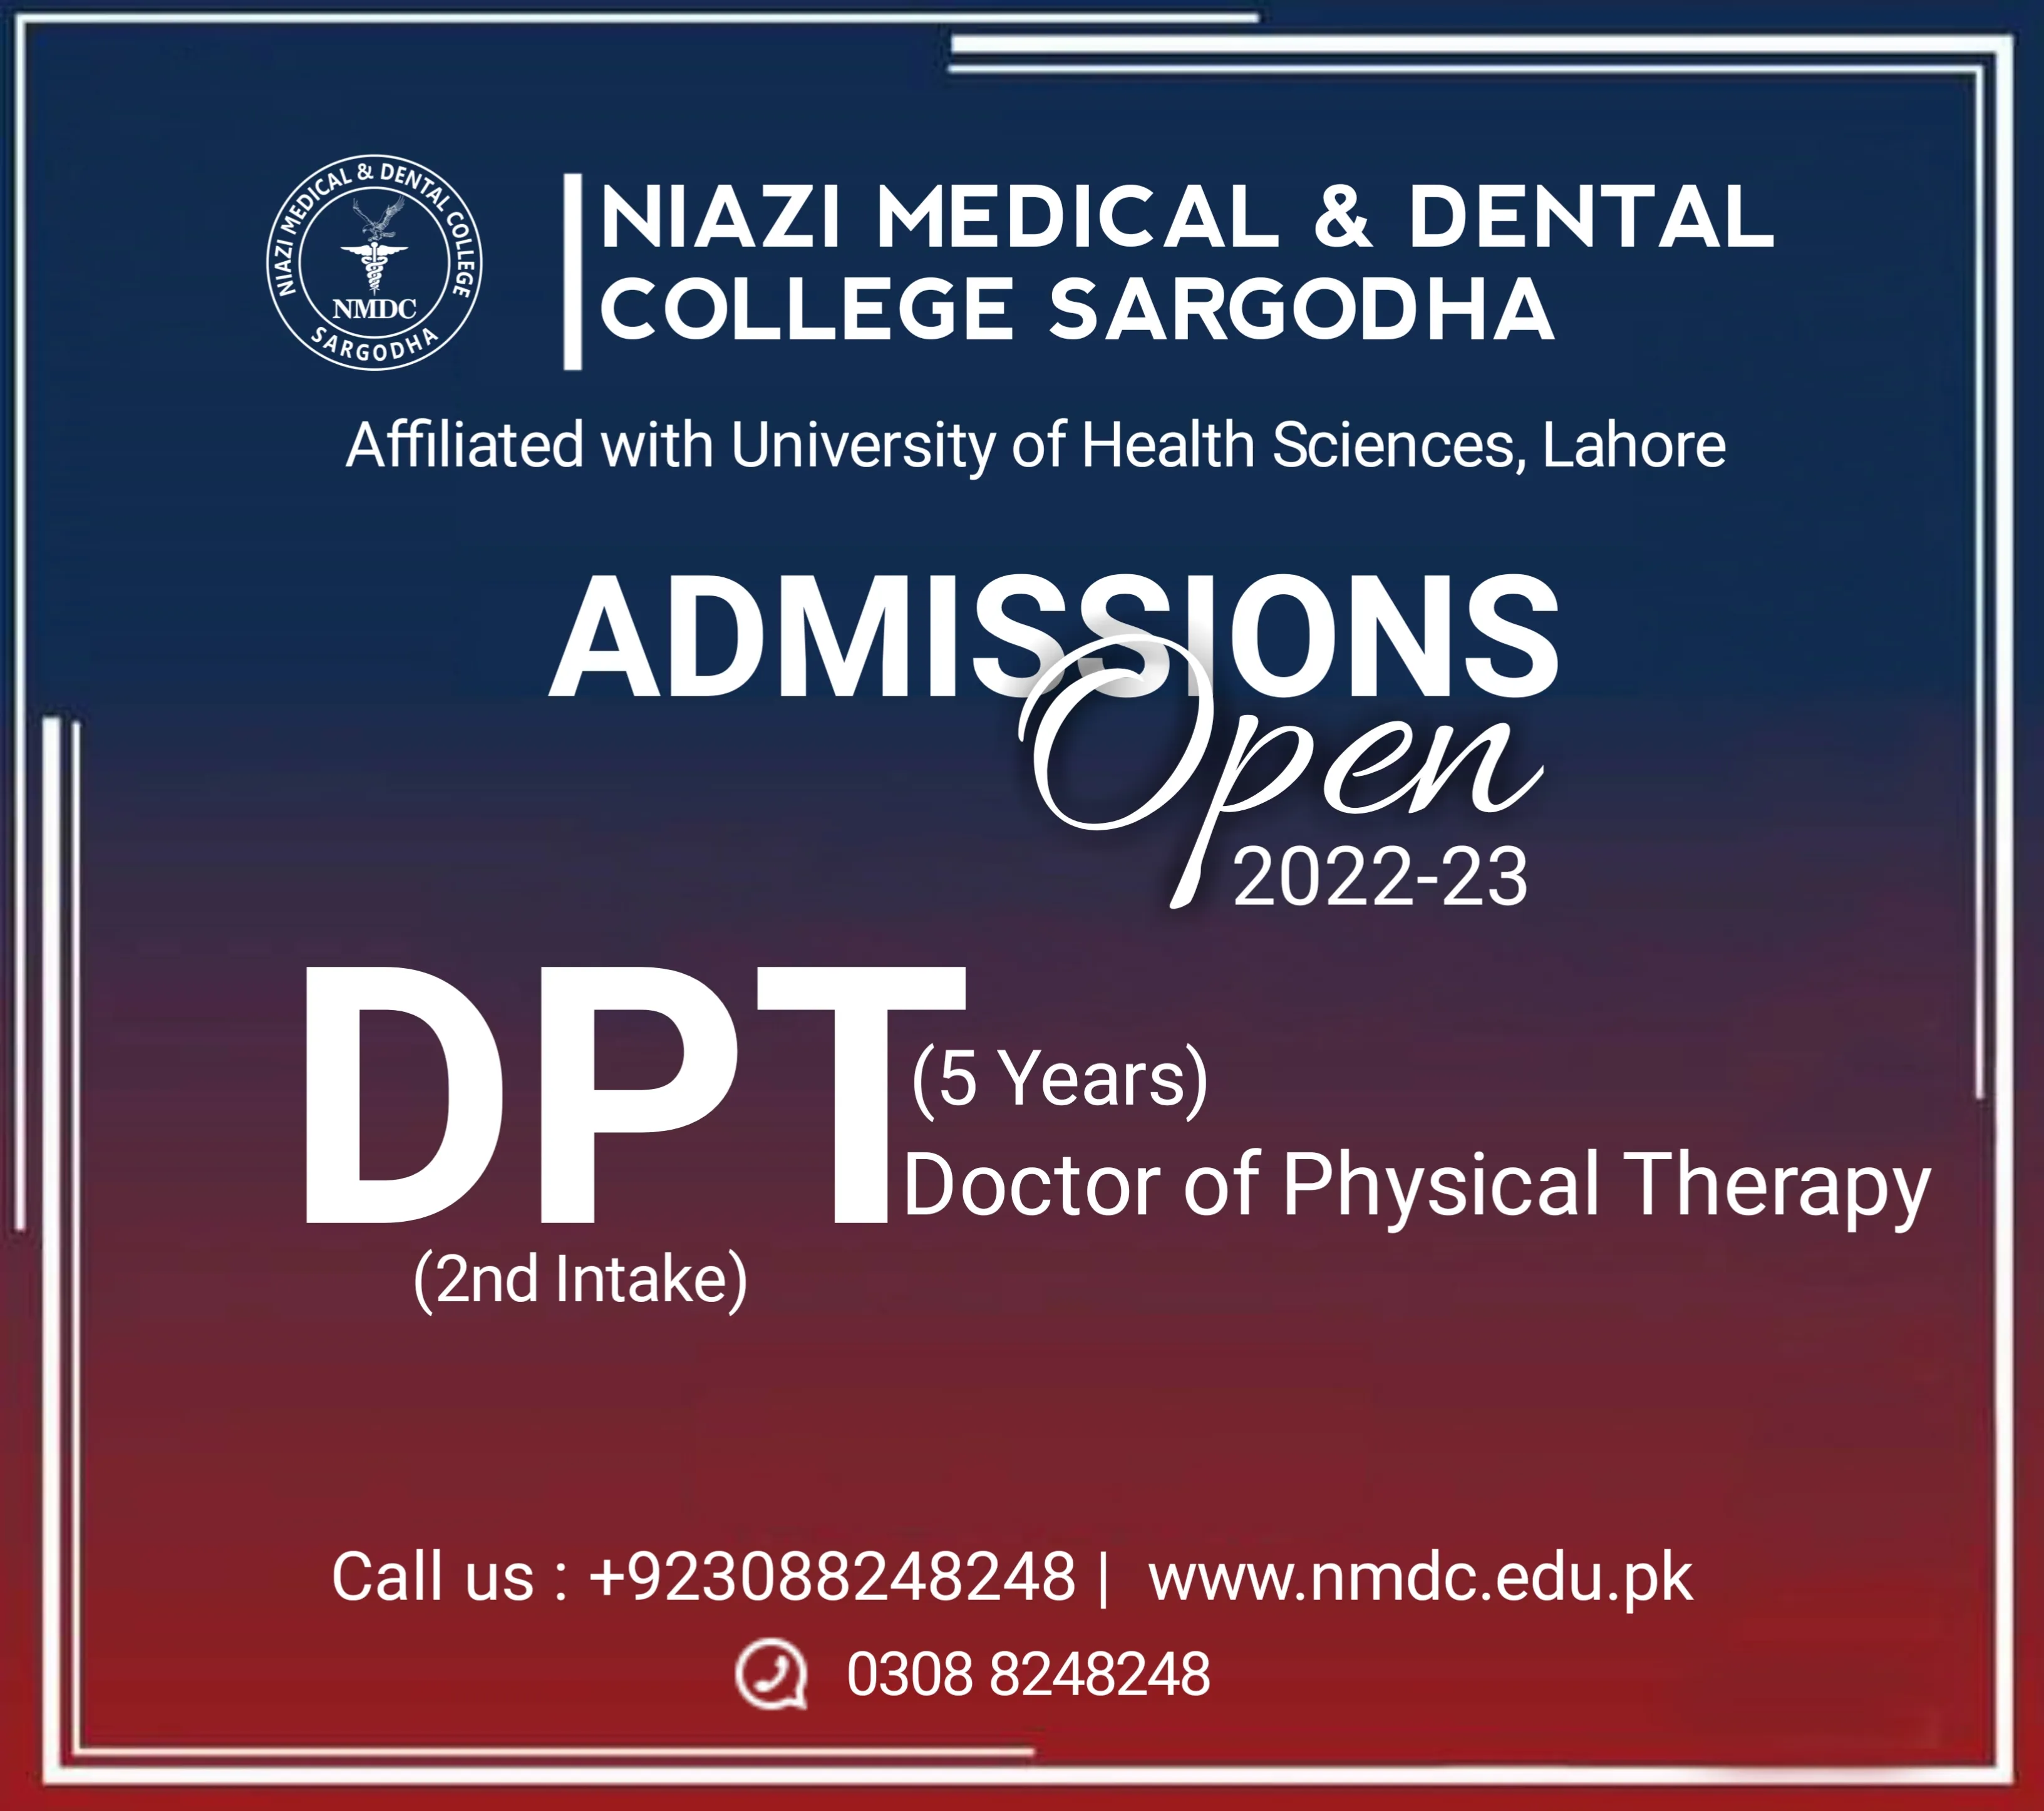 NIAZI MEDICAL & DENTAL COLLEGE
NMDC
SARGODHA
NIAZI MEDICAL & DENTAL
COLLEGE SARGODHA
Affiliated with University of Health Sciences, Lahore
ADMISSIONS
Open
2022-23
DPT
(5 Years)
Doctor of Physical Therapy
(2nd Intake)
Call us : +923088248248 | www.nmdc.edu.pk
0308 8248248